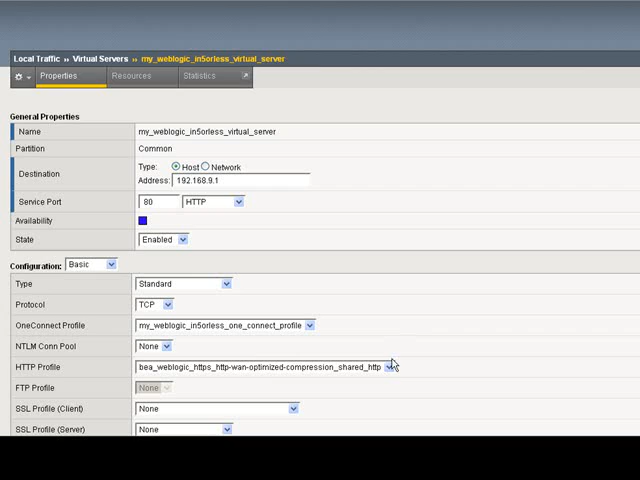 Local Traffic ›› Virtual Servers ›› my_weblogic_in5orless_virtual_server
Properties Resources Statistics
General Properties
Name my_weblogic_in5orless_virtual_server
Partition Common
Destination Type: Host Network
Address: 192.168.9.1
Service Port 80 HTTP
Availability
State Enabled
Configuration: Basic
Type Standard
Protocol TCP
OneConnect Profile my_weblogic_in5orless_one_connect_profile
NTLM Conn Pool None
HTTP Profile bea_weblogic_https_http-wan-optimized-compression_shared_http
FTP Profile None
SSL Profile (Client) None
SSL Profile (Server) None